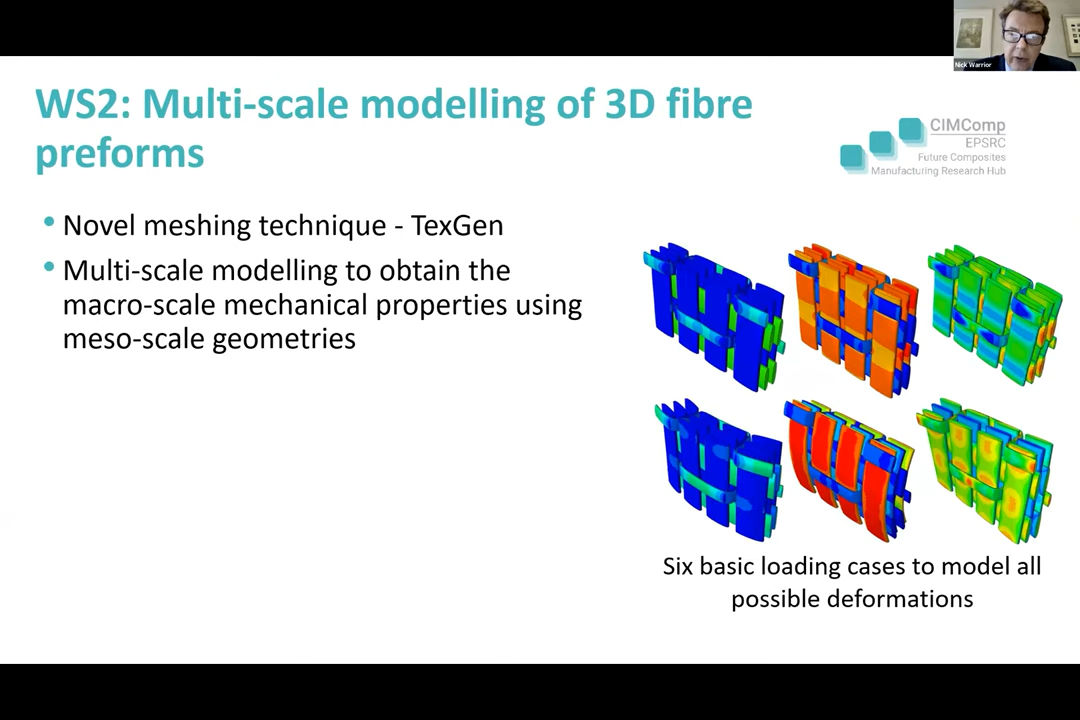 Nick Warrior
WS2: Multi-scale modelling of 3D fibre
preforms
CIMComp
EPSRC
Future Composites
Manufacturing Research Hub
• Novel meshing technique - TexGen
• Multi-scale modelling to obtain the
macro-scale mechanical properties using
meso-scale geometries
Six basic loading cases to model all
possible deformations